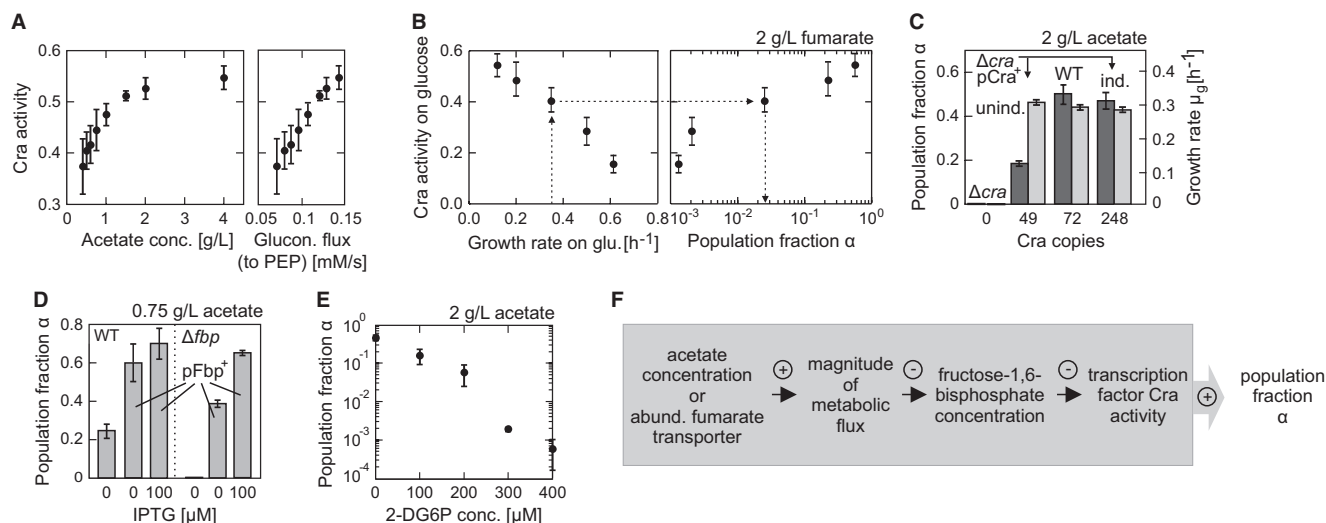 A
0.6
0.5
0.4
0.3
Cra activity
0 1 2 3 4
Acetate conc. [g/L]
0.05 0.10 0.15
Glucon. flux
(to PEP) [mM/s]
B
2 g/L fumarate
0.6
0.4
0.2
0
Cra activity on glucose
0 0.2 0.4 0.6 0.8
Growth rate on glu.[h-1]
10-3 10-2 10-1 100
Population fraction α
C
2 g/L acetate
Δcra
pCra+
WT
ind.
unind.
Δcra
0.6
0.4
0.2
0
Population fraction α
0.4
0.3
0.2
0.1
0
Growth rate μg[h-1]
0 49 72 248
Cra copies
D
0.75 g/L acetate
WT
Δfbp
pFbp+
0.8
0.6
0.4
0.2
0
Population fraction α
0 0 100 0 0 100
IPTG [μM]
E
2 g/L acetate
100
10-1
10-2
10-3
10-4
Population fraction α
0 100 200 300 400
2-DG6P conc. [μM]
F
acetate
concentration
or
abund. fumarate
transporter
+
magnitude
of
metabolic
flux
-
fructose-1,6-
bisphosphate
concentration
-
transcription
factor Cra
activity
+
population
fraction
α